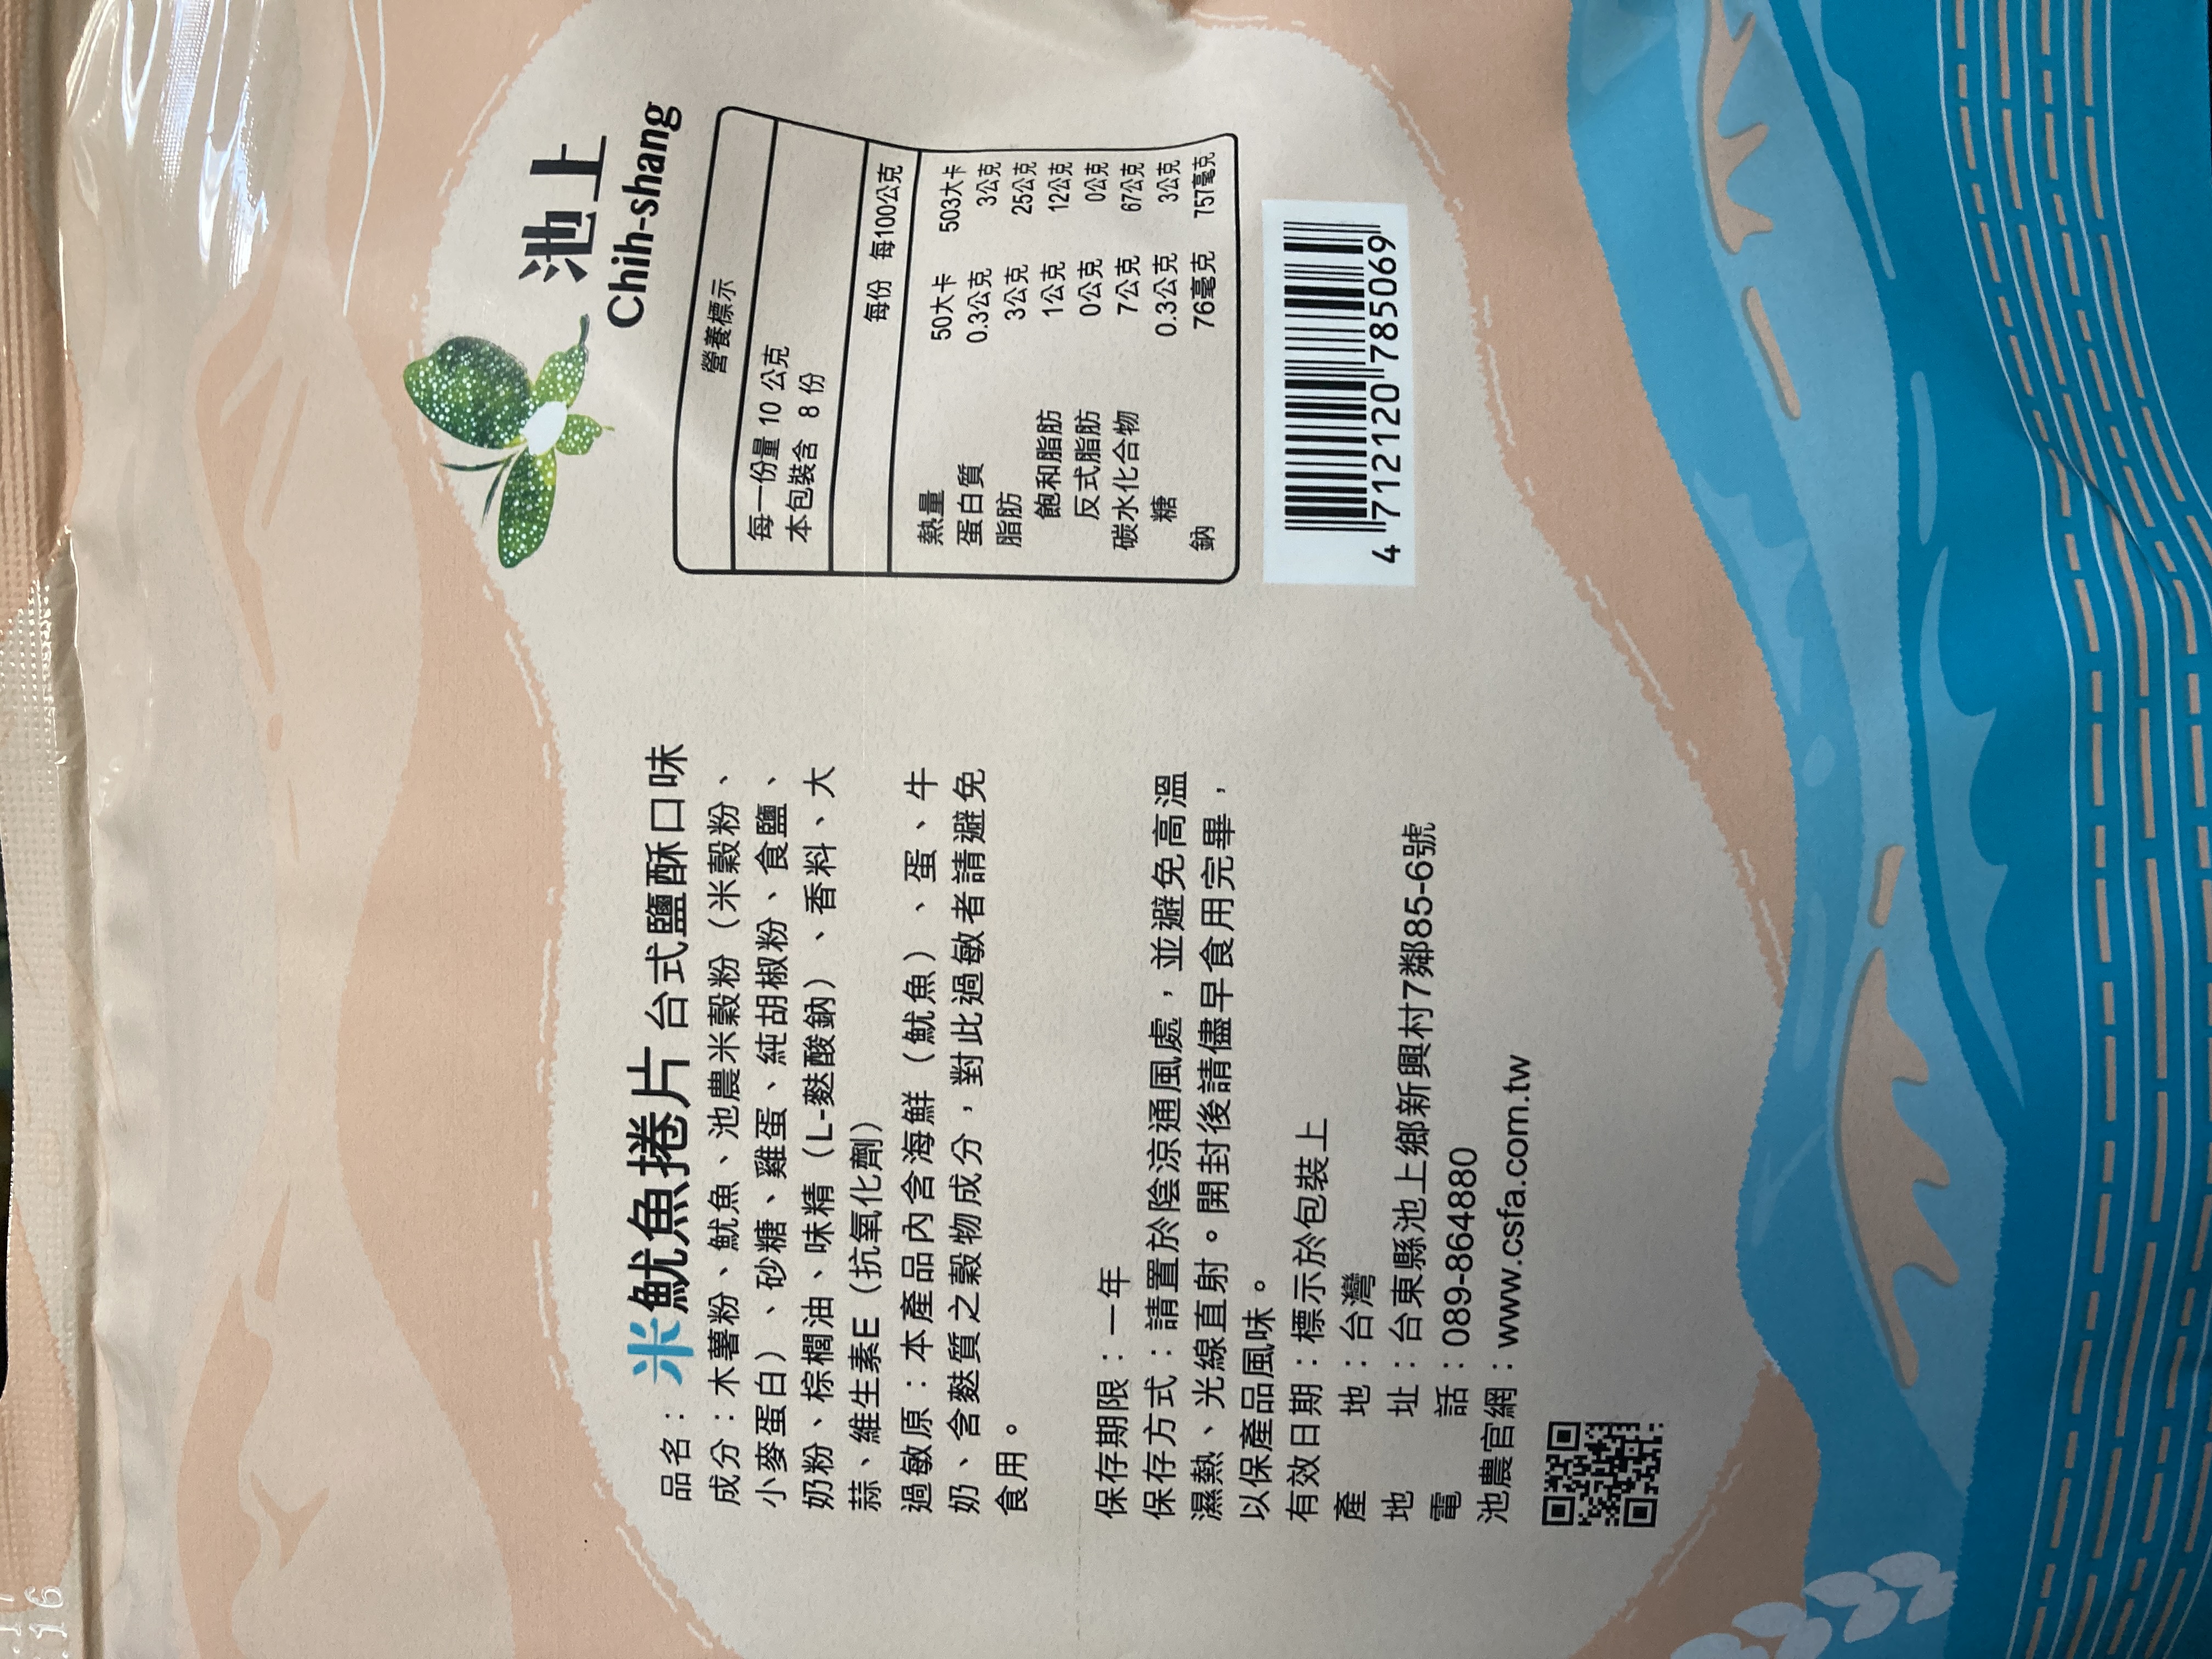 池上
Chih-shang
品名：米魷魚捲片 台式鹽酥口味
成分：木薯粉、魷魚、池農米穀粉（米穀粉、
小麥蛋白）、砂糖、雞蛋、純胡椒粉、食鹽、
奶粉、棕櫚油、味精（L-麩酸鈉）、香料、大
蒜、維生素E（抗氧化劑）
過敏原：本產品內含海鮮（魷魚）、蛋、牛
奶、含麩質之穀物成分，對此過敏者請避免
食用。
保存期限：一年
保存方式：請置於陰涼通風處，並避免高溫
濕熱、光線直射。開封後請儘早食用完畢，
以保產品風味。
有效日期：標示於包裝上
產　地：台灣
地　址：台東縣池上鄉新興村7鄰85-6號
電　話：089-864880
池農官網：www.csfa.com.tw
營養標示
每一份量 10 公克
本包裝含 8 份
每份 每100公克
熱量 50大卡 503大卡
蛋白質 0.3公克 3公克
脂肪 3公克 25公克
飽和脂肪 1公克 12公克
反式脂肪 0公克 0公克
碳水化合物 7公克 67公克
糖 0.3公克 3公克
鈉 76毫克 757毫克
4 712120 785069